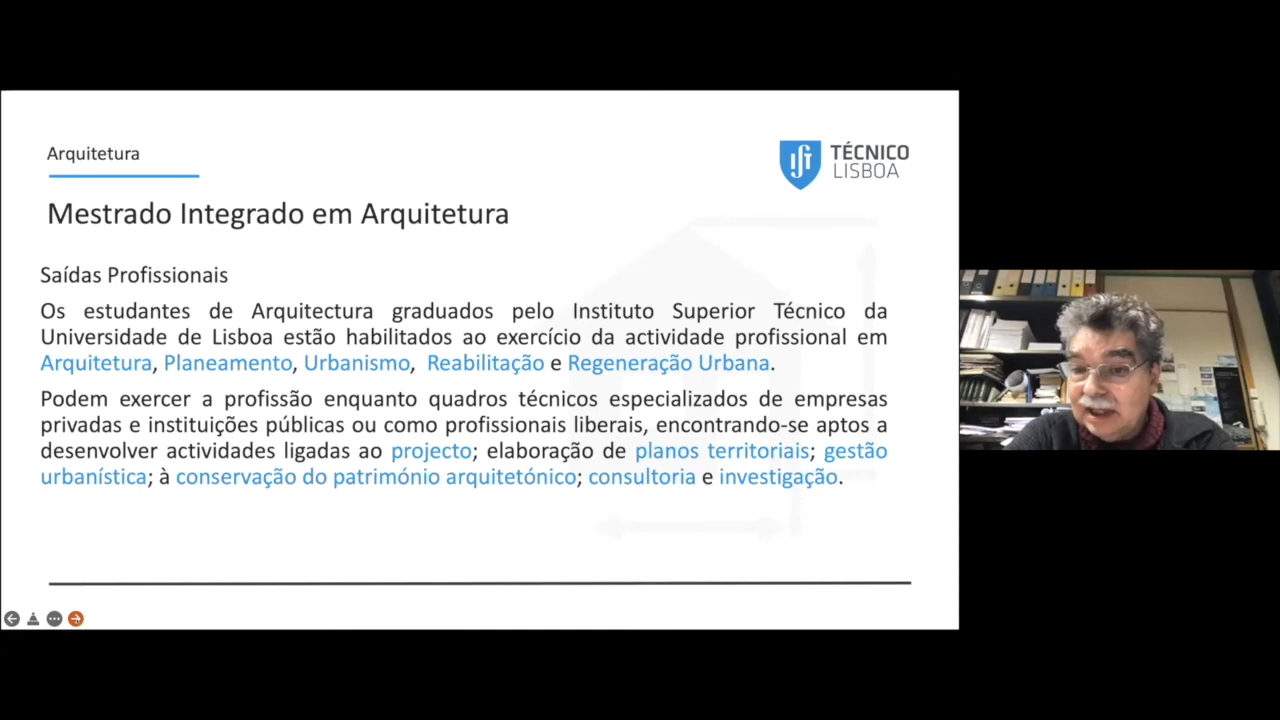 Arquitetura
TÉCNICO
LISBOA
Mestrado Integrado em Arquitetura
Saídas Profissionais
Os estudantes de Arquitectura graduados pelo Instituto Superior Técnico da
Universidade de Lisboa estão habilitados ao exercício da actividade profissional em
Arquitetura, Planeamento, Urbanismo, Reabilitação e Regeneração Urbana.
Podem exercer a profissão enquanto quadros técnicos especializados de empresas
privadas e instituições públicas ou como profissionais liberais, encontrando-se aptos a
desenvolver actividades ligadas ao projecto; elaboração de planos territoriais; gestão
urbanística; à conservação do património arquitetónico; consultoria e investigação.